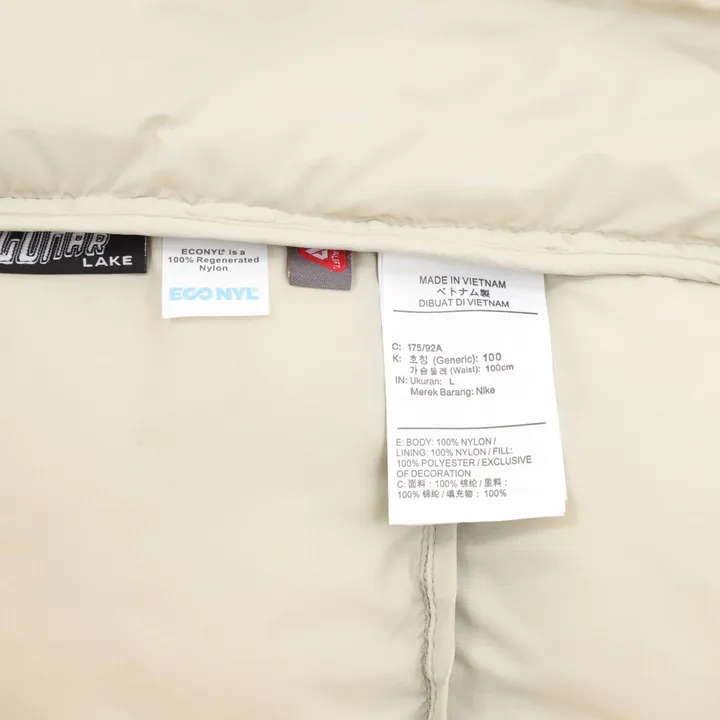 LUNAR
LAKE
ECONYL® is a
100% Regenerated
Nylon
ECONYL®
MADE IN VIETNAM
ベトナム製
DIBUAT DI VIETNAM
C: 175/92A
K: 호칭 (Generic): 100
가슴둘레 (Waist): 100cm
IN: Ukuran: L
Merek Barang: Nike
E: BODY: 100% NYLON /
LINING: 100% NYLON / FILL:
100% POLYESTER / EXCLUSIVE
OF DECORATION
C: 面料：100% 锦纶 / 里料：
100% 锦纶 / 填充物：100%